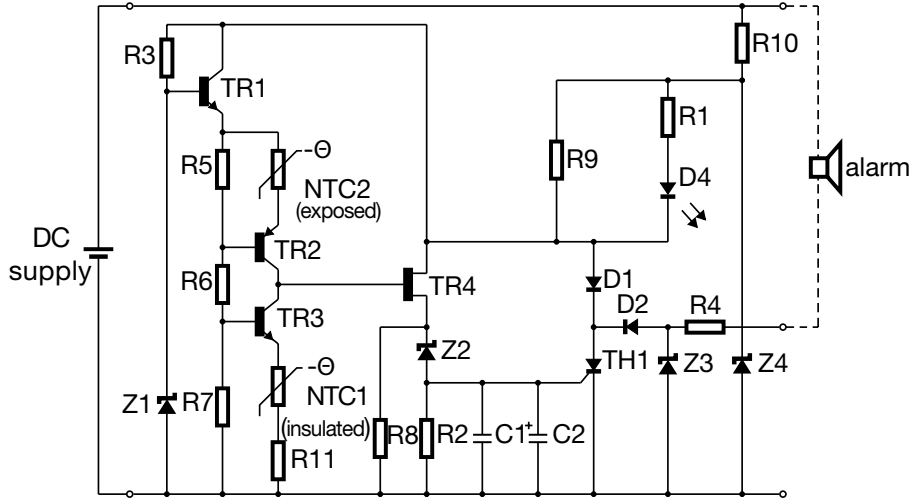 R3
R10
TR1
R1
-Θ
R5
R9
alarm
NTC2
(exposed)
D4
DC
supply
TR2
R6
TR4
D1
TR3
D2
R4
-Θ
Z2
TH1
Z3
Z4
Z1
R7
NTC1
(insulated)
R8
R2
C1
+
C2
R11